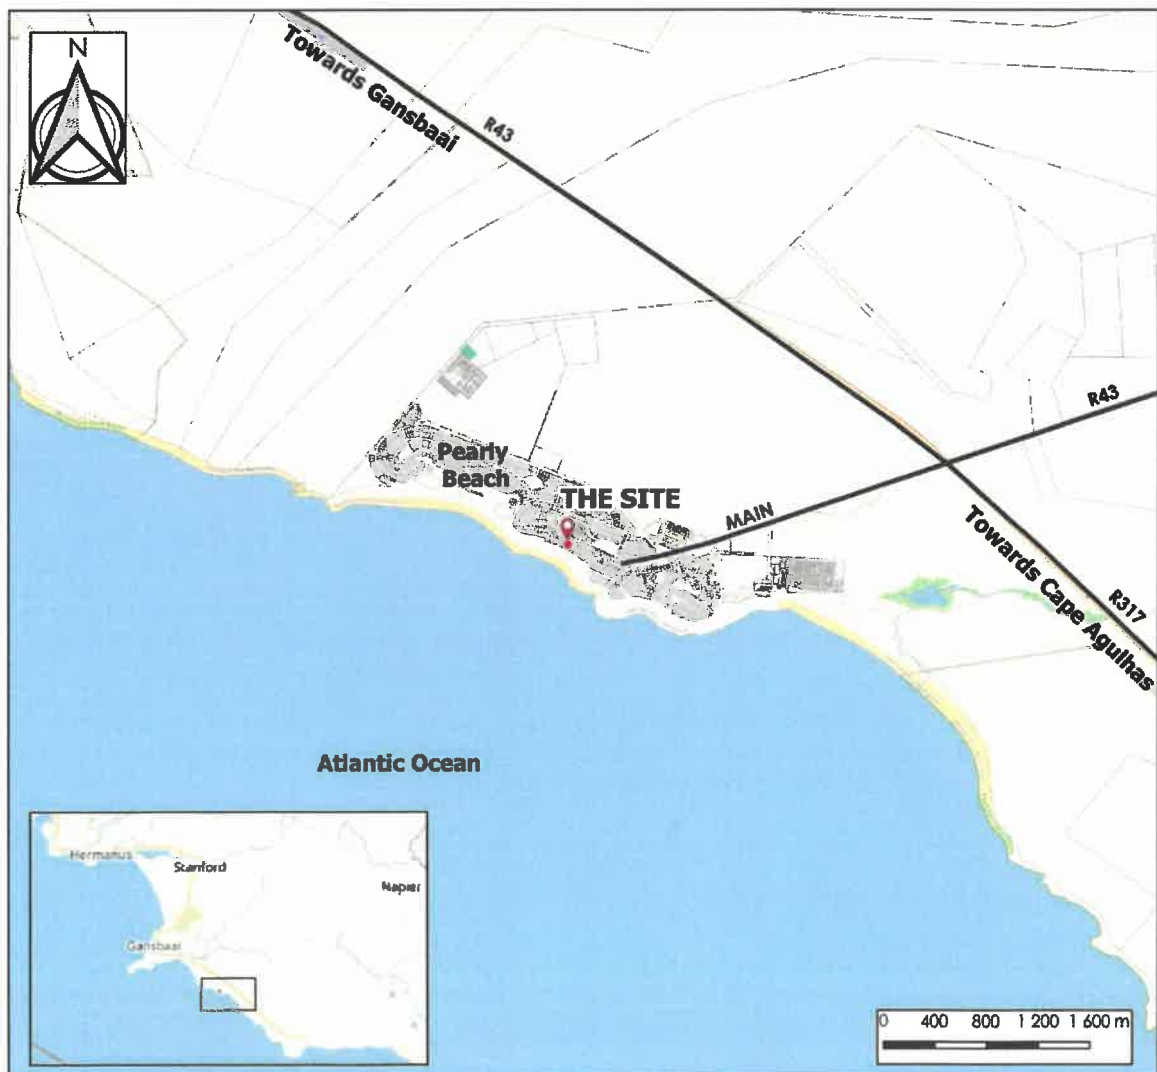 N
Towards Gansbaai
R43
R43
Pearly
Beach
THE SITE
MAIN
Towards Cape Agulhas
R317
Atlantic Ocean
Hermanus
Stanford
Napier
Gansbaai
0 400 800 1 200 1 600 m